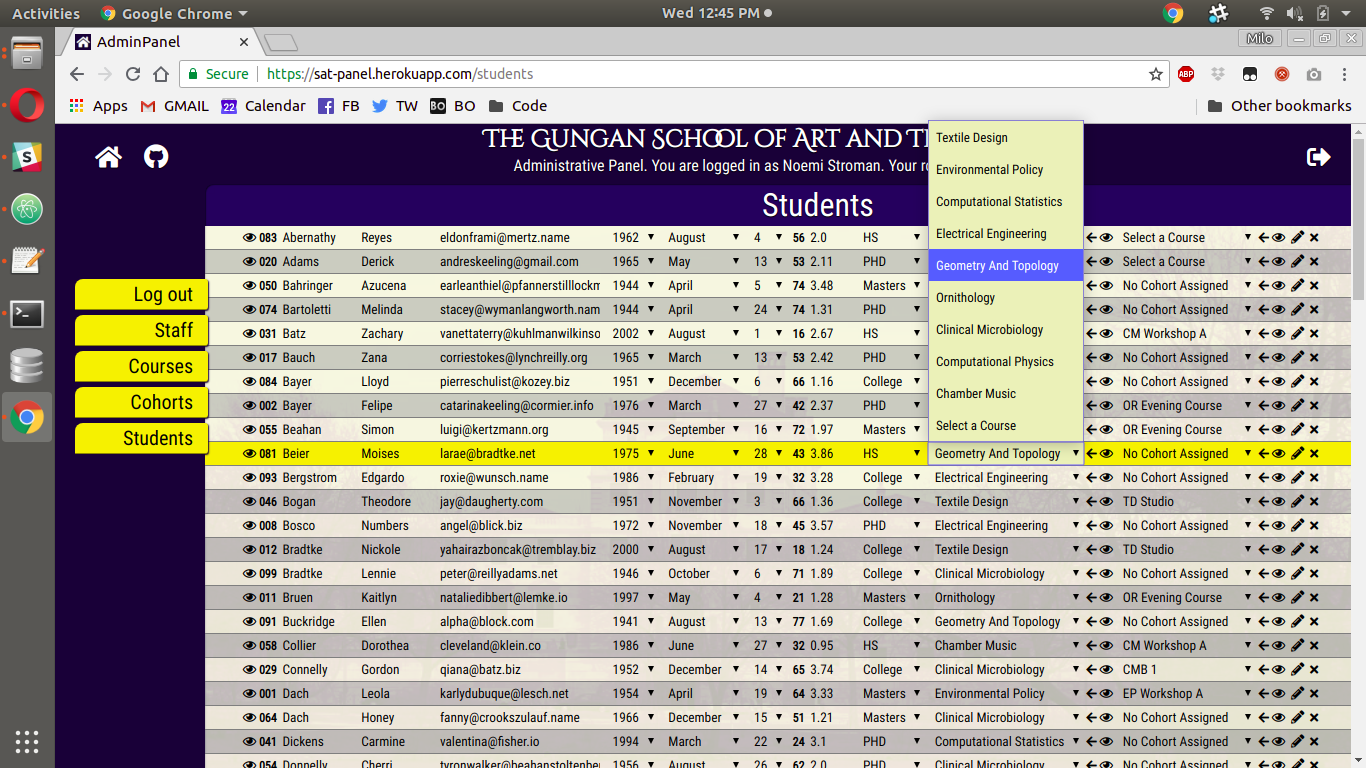 Activities Google Chrome Wed 12:45 PM
AdminPanel Milo
Secure https://sat-panel.herokuapp.com/students ABP
Apps GMAIL 22 Calendar FB TW BO BO Code Other bookmarks
The Gungan School of Art and T
Administrative Panel. You are logged in as Noemi Stroman. Your r
Students
Log out
Staff
Courses
Cohorts
Students
Textile Design
Environmental Policy
Computational Statistics
Electrical Engineering
Geometry And Topology
Ornithology
Clinical Microbiology
Computational Physics
Chamber Music
Select a Course
083 Abernathy Reyes eldonframi@mertz.name 1962 August 4 56 2.0 HS Select a Course
020 Adams Derick andreskeeling@gmail.com 1965 May 13 53 2.11 PHD Select a Course
050 Bahringer Azucena earleanthiel@pfannerstilllockm 1944 April 5 74 3.48 Masters No Cohort Assigned
074 Bartoletti Melinda stacey@wymanlangworth.nam 1944 April 24 74 1.31 PHD No Cohort Assigned
031 Batz Zachary vanettaterry@kuhlmanwilkinso 2002 August 1 16 2.67 HS CM Workshop A
017 Bauch Zana corriestokes@lynchreilly.org 1965 March 13 53 2.42 PHD No Cohort Assigned
084 Bayer Lloyd pierreschulist@kozey.biz 1951 December 6 66 1.16 College No Cohort Assigned
002 Bayer Felipe catarinakeeling@cormier.info 1976 March 27 42 2.37 PHD OR Evening Course
055 Beahan Simon luigi@kertzmann.org 1945 September 16 72 1.97 Masters OR Evening Course
081 Beier Moises larae@bradtke.net 1975 June 28 43 3.86 HS Geometry And Topology No Cohort Assigned
093 Bergstrom Edgardo roxie@wunsch.name 1986 February 19 32 3.28 College Electrical Engineering No Cohort Assigned
046 Bogan Theodore jay@daugherty.com 1951 November 3 66 1.36 College Textile Design TD Studio
008 Bosco Numbers angel@blick.biz 1972 November 18 45 3.57 PHD Electrical Engineering No Cohort Assigned
012 Bradtke Nickole yahairazboncak@tremblay.biz 2000 August 17 18 1.24 College Textile Design TD Studio
099 Bradtke Lennie peter@reillyadams.net 1946 October 6 71 1.89 College Clinical Microbiology No Cohort Assigned
011 Bruen Kaitlyn nataliedibbert@lemke.io 1997 May 4 21 1.28 Masters Ornithology OR Evening Course
091 Buckridge Ellen alpha@block.com 1941 August 13 77 1.69 College Geometry And Topology No Cohort Assigned
058 Collier Dorothea cleveland@klein.co 1986 June 27 32 0.95 HS Chamber Music CM Workshop A
029 Connelly Gordon qiana@batz.biz 1952 December 14 65 3.74 College Clinical Microbiology CMB 1
001 Dach Leola karlydubuque@lesch.net 1954 April 19 64 3.33 Masters Environmental Policy EP Workshop A
064 Dach Honey fanny@crookszulauf.name 1966 December 15 51 1.21 Masters Clinical Microbiology No Cohort Assigned
041 Dickens Carmine valentina@fisher.io 1994 March 22 24 3.1 PHD Computational Statistics No Cohort Assigned
054 Donnelly Cherri tyronwalker@beahanstoltenber 1956 August 26 62 2.0 PHD Clinical Microbiology No Cohort Assigned